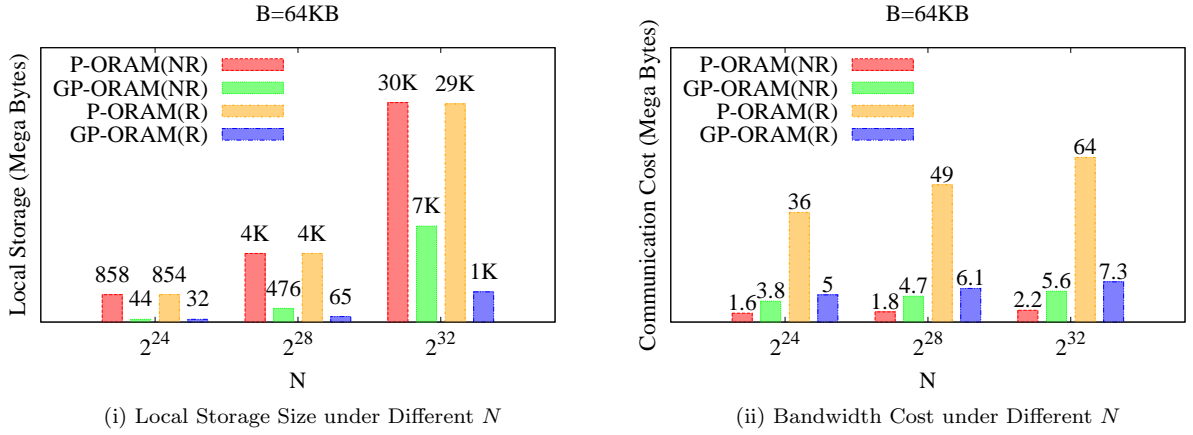 B=64KB
Local Storage (Mega Bytes)
P-ORAM(NR)
GP-ORAM(NR)
P-ORAM(R)
GP-ORAM(R)
858
44
854
32
4K
476
4K
65
30K
7K
29K
1K
2^24
2^28
2^32
N
(i) Local Storage Size under Different N
B=64KB
Communication Cost (Mega Bytes)
P-ORAM(NR)
GP-ORAM(NR)
P-ORAM(R)
GP-ORAM(R)
1.6
3.8
36
5
1.8
4.7
49
6.1
2.2
5.6
64
7.3
2^24
2^28
2^32
N
(ii) Bandwidth Cost under Different N